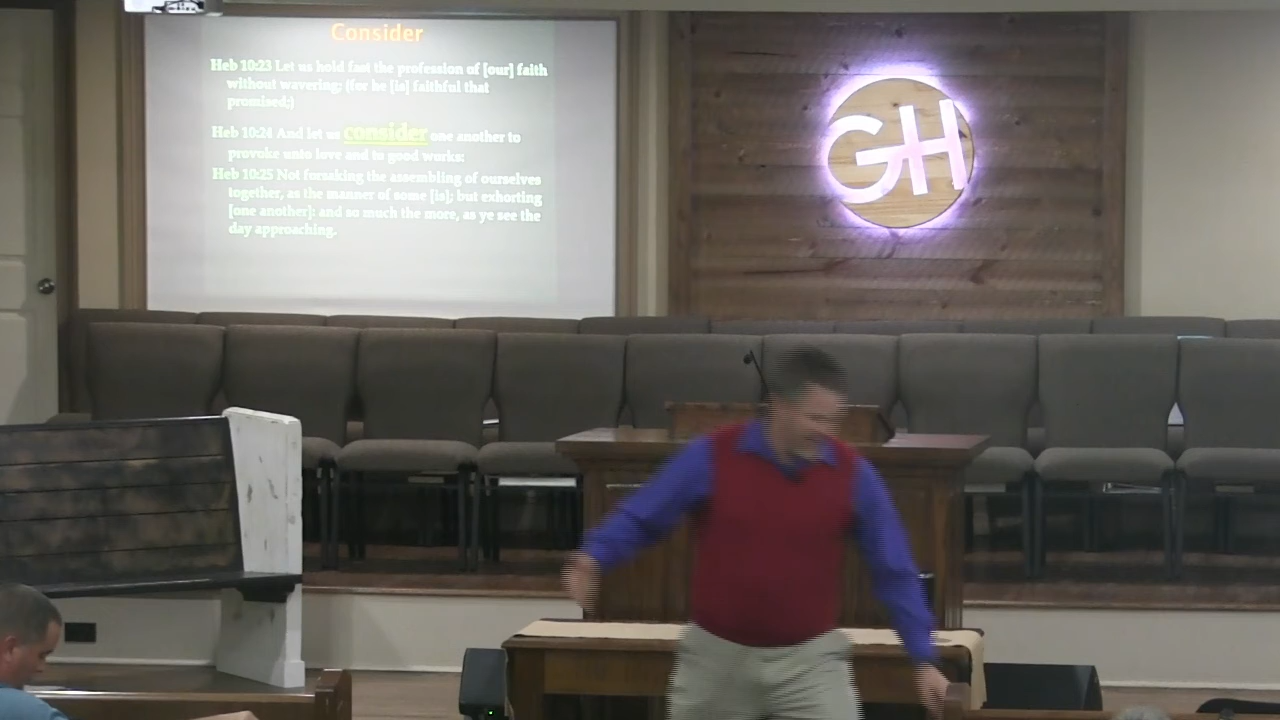 Consider
Heb 10:23 Let us hold fast the profession of [our] faith
without wavering; (for he [is] faithful that
promised;)
Heb 10:24 And let us consider one another to
provoke unto love and to good works:
Heb 10:25 Not forsaking the assembling of ourselves
together, as the manner of some [is]; but exhorting
[one another]: and so much the more, as ye see the
day approaching.
GH